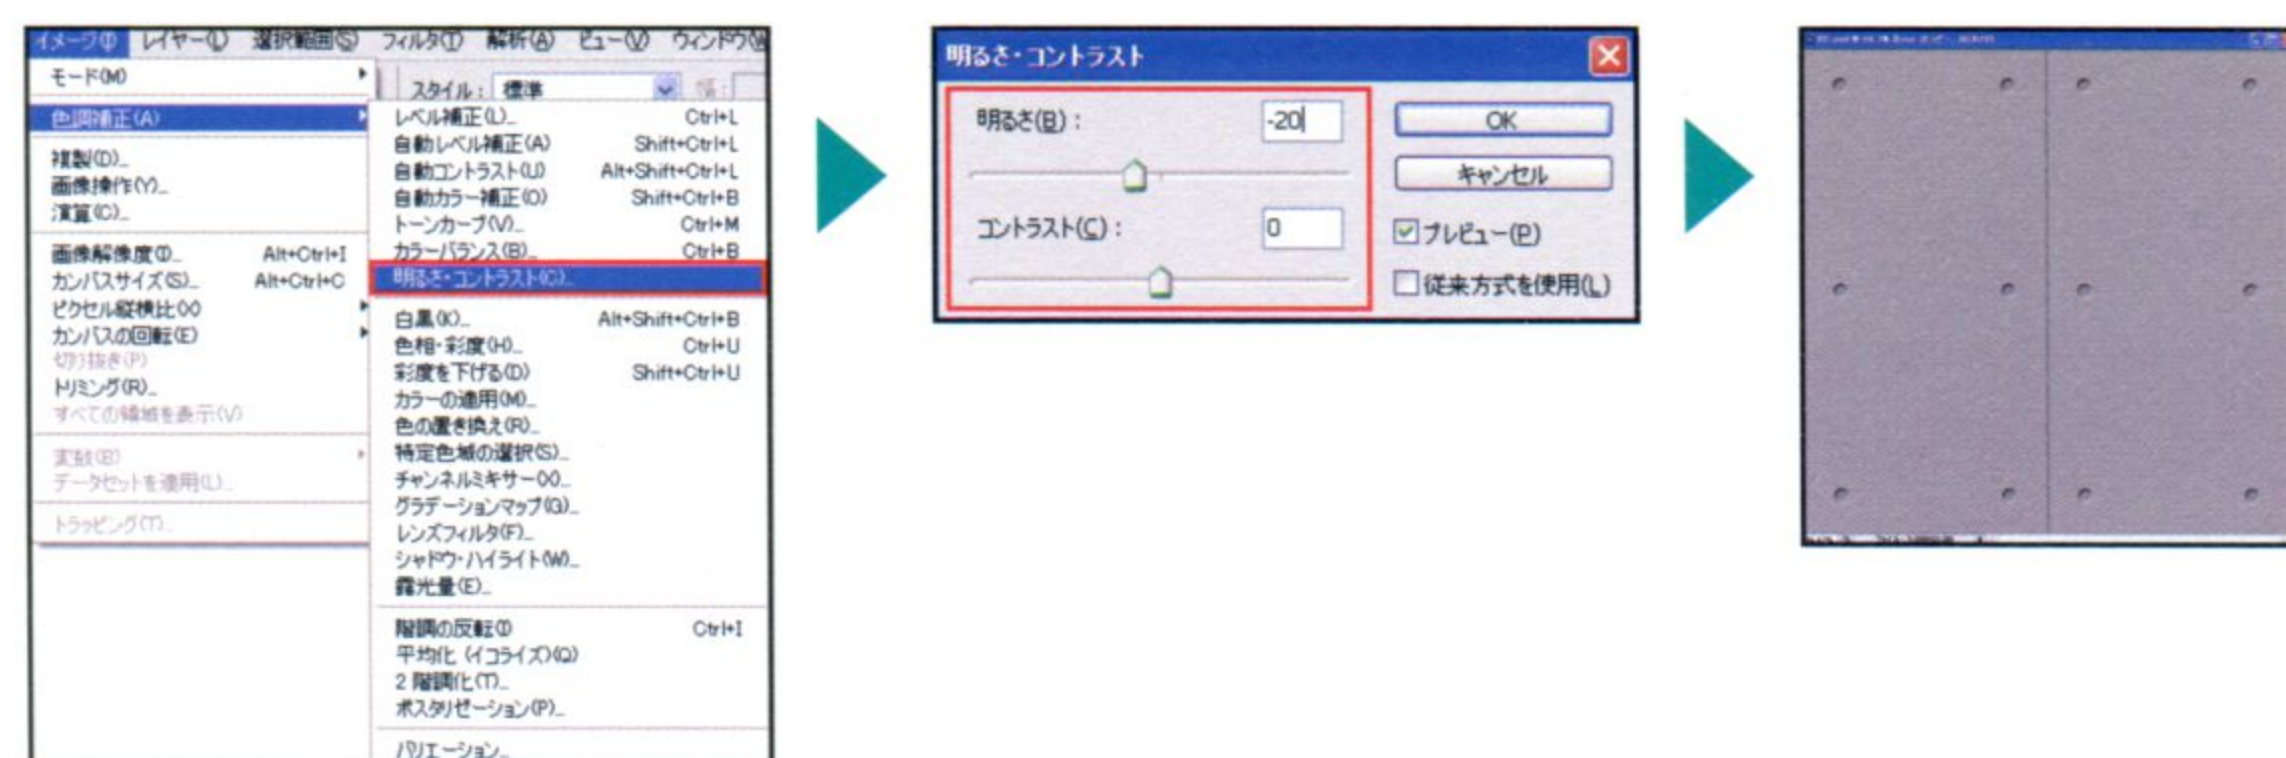 イメージ(I) レイヤー(L) 選択範囲(S) フィルタ(T) 解析(A) ビュー(V) ウィンドウ(W
モード(M)
スタイル: 標準 幅:
色調補正(A)
複製(D)...
画像操作(Y)...
演算(C)...
画像解像度(I)... Alt+Ctrl+I
カンバスサイズ(S)... Alt+Ctrl+C
ピクセル縦横比(X)
カンバスの回転(E)
切り抜き(P)
トリミング(R)...
すべての領域を表示(V)
変数(B)
データセットを適用(L)...
トラッピング(T)...
レベル補正(L)... Ctrl+L
自動レベル補正(A) Shift+Ctrl+L
自動コントラスト(U) Alt+Shift+Ctrl+L
自動カラー補正(O) Shift+Ctrl+B
トーンカーブ(V)... Ctrl+M
カラーバランス(B)... Ctrl+B
明るさ・コントラスト(C)...
白黒(K)... Alt+Shift+Ctrl+B
色相・彩度(H)... Ctrl+U
彩度を下げる(D) Shift+Ctrl+U
カラーの適用(M)...
色の置き換え(R)...
特定色域の選択(S)...
チャンネルミキサー(X)...
グラデーションマップ(G)...
レンズフィルタ(F)...
シャドウ・ハイライト(W)...
露光量(E)...
階調の反転(I) Ctrl+I
平均化 (イコライズ)(Q)
2 階調化(T)...
ポスタリゼーション(P)...
バリエーション...
明るさ・コントラスト
明るさ(B): -20
コントラスト(C): 0
OK
キャンセル
プレビュー(P)
従来方式を使用(L)